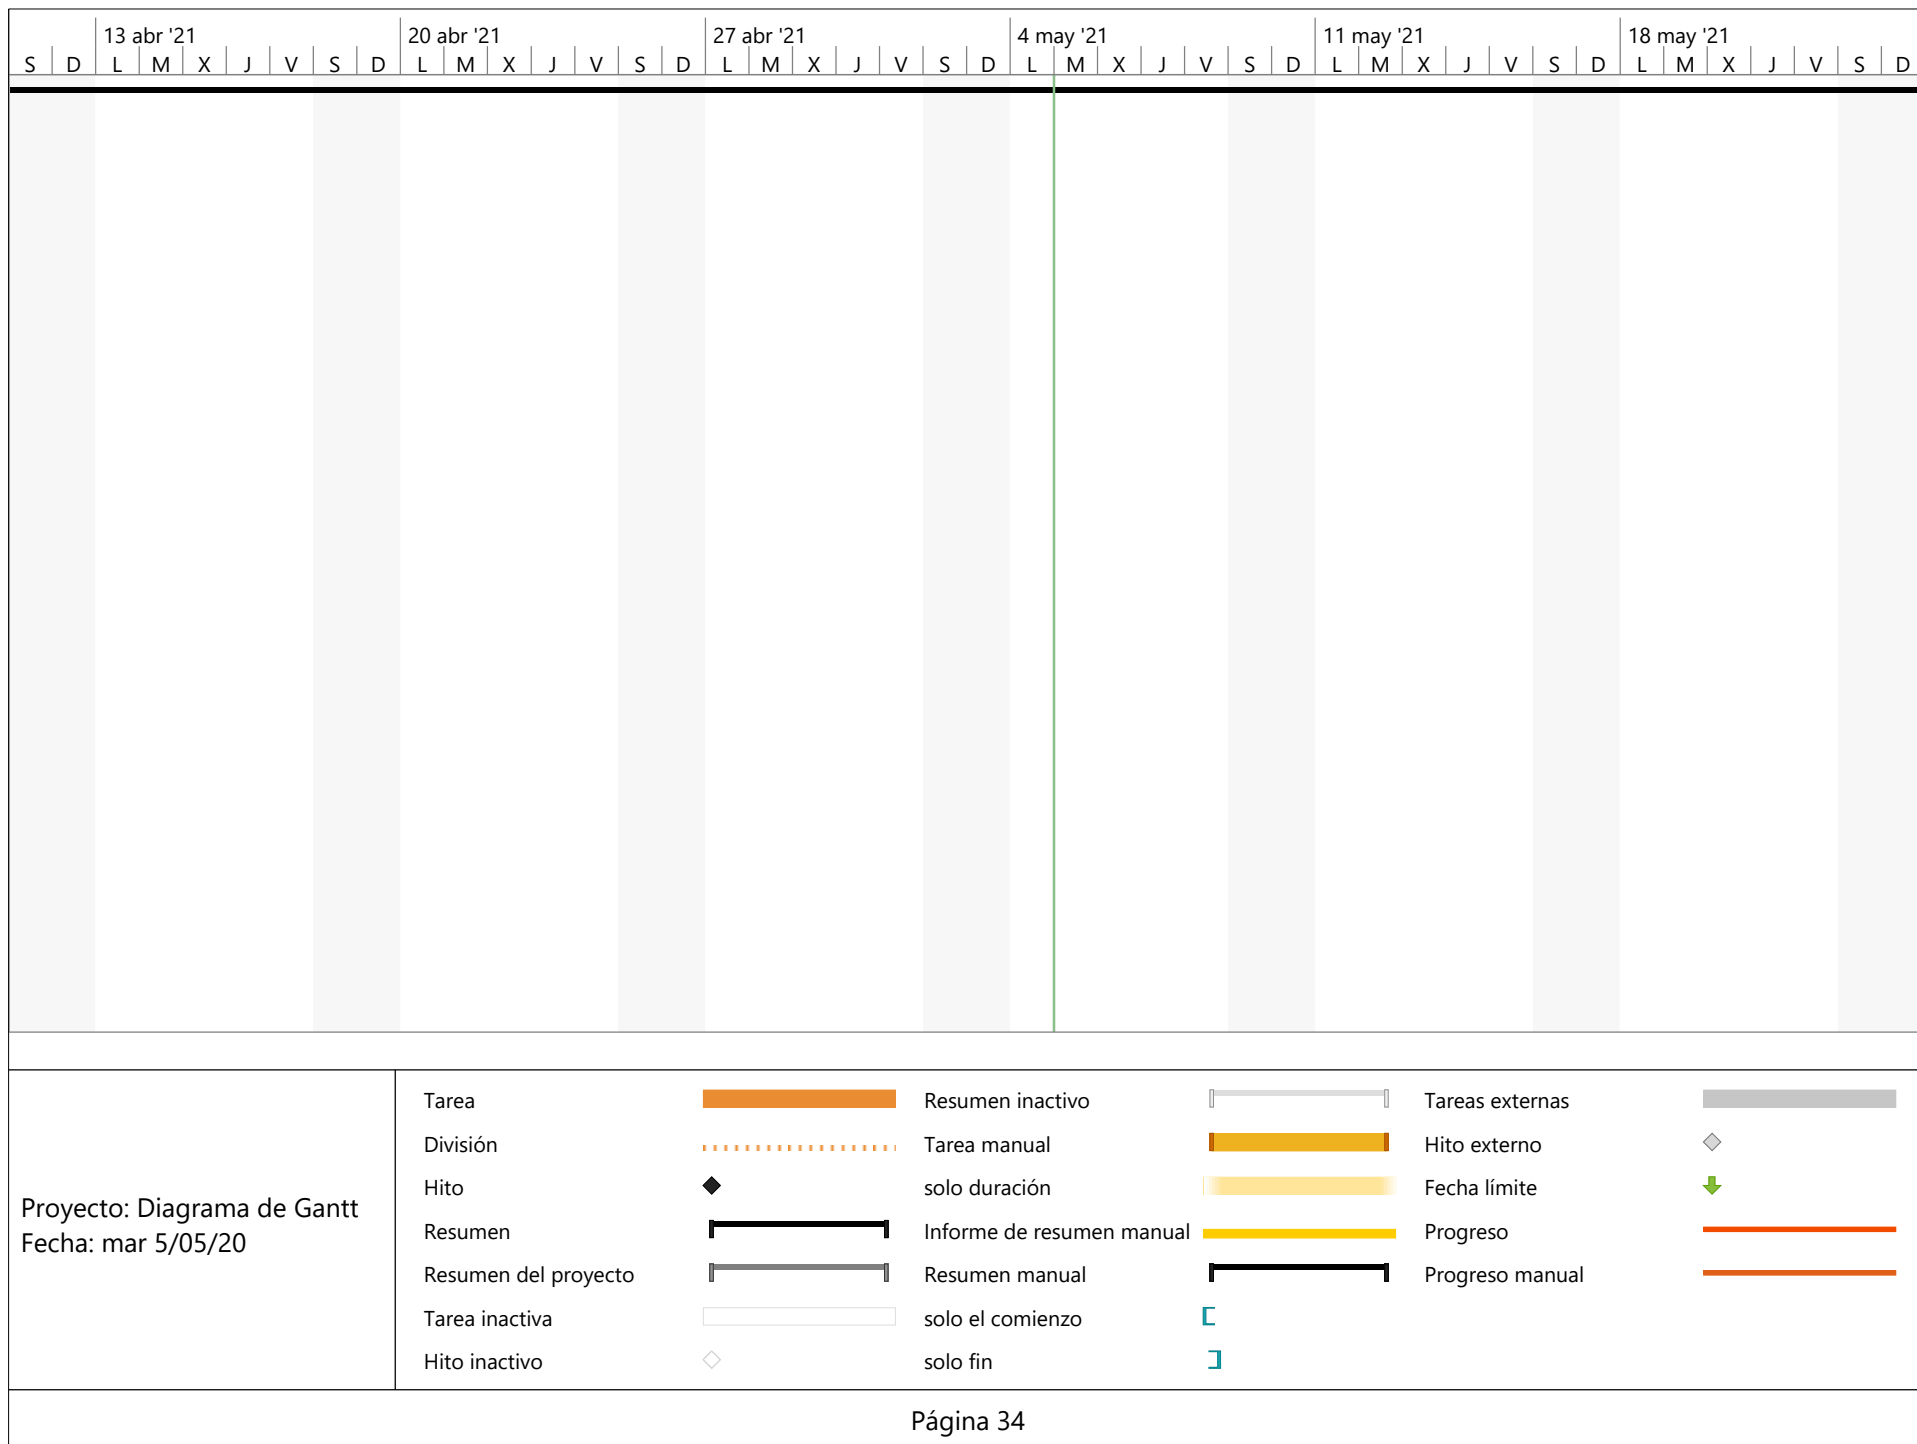 13 abr '21 20 abr '21 27 abr '21 4 may '21 11 may '21 18 may '21
S D L M X J V S D L M X J V S D L M X J V S D L M X J V S D L M X J V S D L M X J V S D
Tarea Resumen inactivo Tareas externas
División Tarea manual Hito externo
Hito solo duración Fecha límite
Proyecto: Diagrama de Gantt
Fecha: mar 5/05/20
Resumen Informe de resumen manual Progreso
Resumen del proyecto Resumen manual Progreso manual
Tarea inactiva solo el comienzo
Hito inactivo solo fin
Página 34